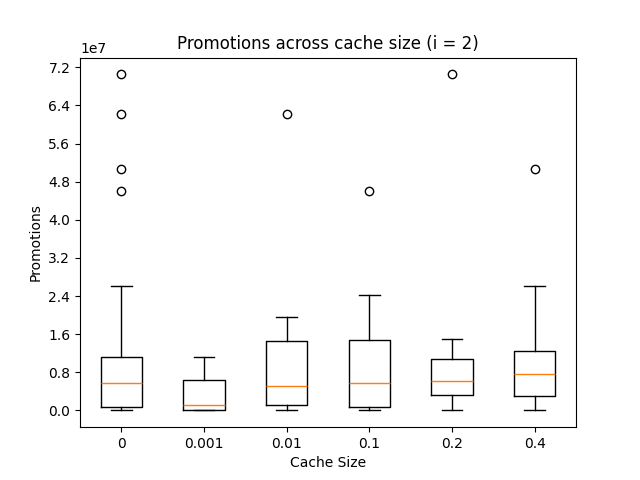 Promotions across cache size (i = 2)
1e7
7.2
6.4
5.6
4.8
4.0
3.2
2.4
1.6
0.8
0.0
Promotions
0 0.001 0.01 0.1 0.2 0.4
Cache Size